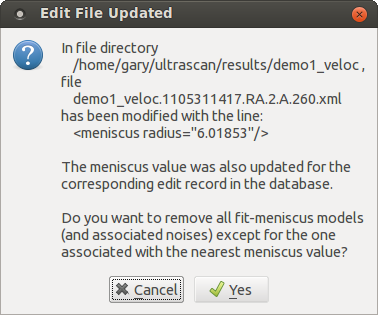 Edit File Updated
In file directory
/home/gary/ultrascan/results/demo1_veloc ,
file
demo1_veloc.1105311417.RA.2.A.260.xml
has been modified with the line:
<meniscus radius="6.01853"/>
The meniscus value was also updated for the
corresponding edit record in the database.
Do you want to remove all fit-meniscus models
(and associated noises) except for the one
associated with the nearest meniscus value?
Cancel Yes